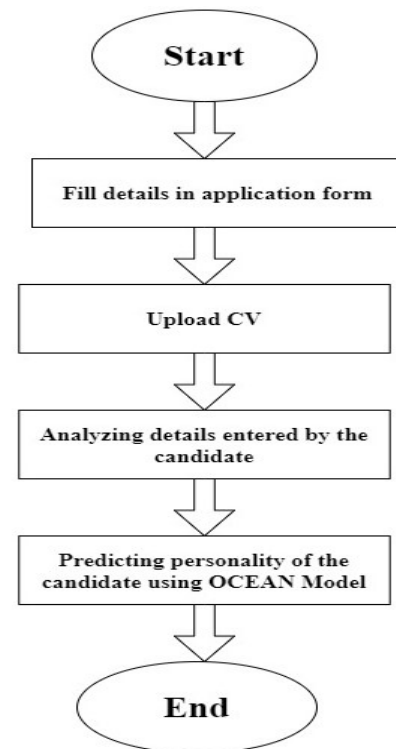 Start
Fill details in application form
Upload CV
Analyzing details entered by the
candidate
Predicting personality of the
candidate using OCEAN Model
End